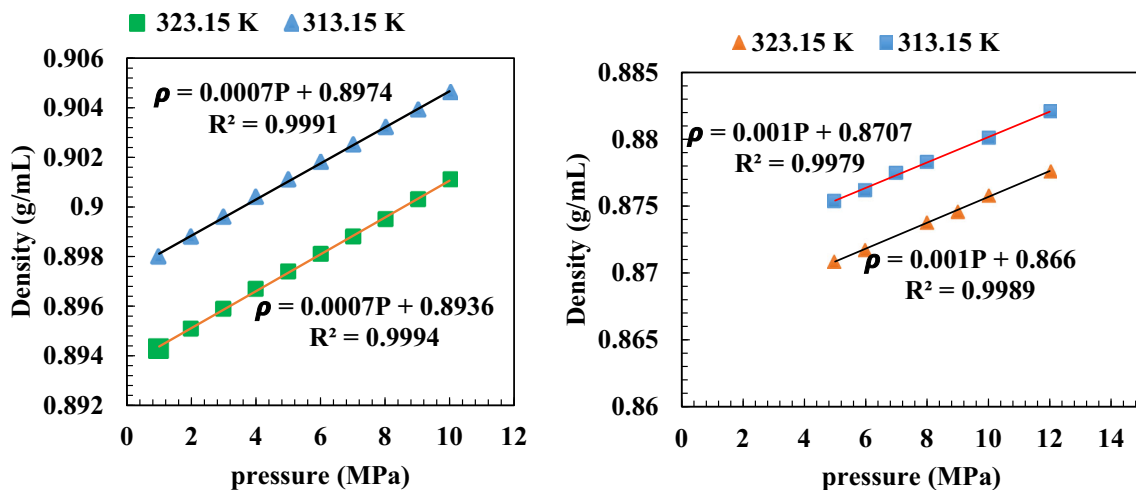 323.15 K 313.15 K
0.906
0.904
0.902
0.9
0.898
0.896
0.894
0.892
Density (g/mL)
𝞀 = 0.0007P + 0.8974
R² = 0.9991
𝞀 = 0.0007P + 0.8936
R² = 0.9994
0 2 4 6 8 10 12
pressure (MPa)
323.15 K 313.15 K
0.885
0.88
0.875
0.87
0.865
0.86
Density (g/mL)
𝞀 = 0.001P + 0.8707
R² = 0.9979
𝞀 = 0.001P + 0.866
R² = 0.9989
0 2 4 6 8 10 12 14
pressure (MPa)